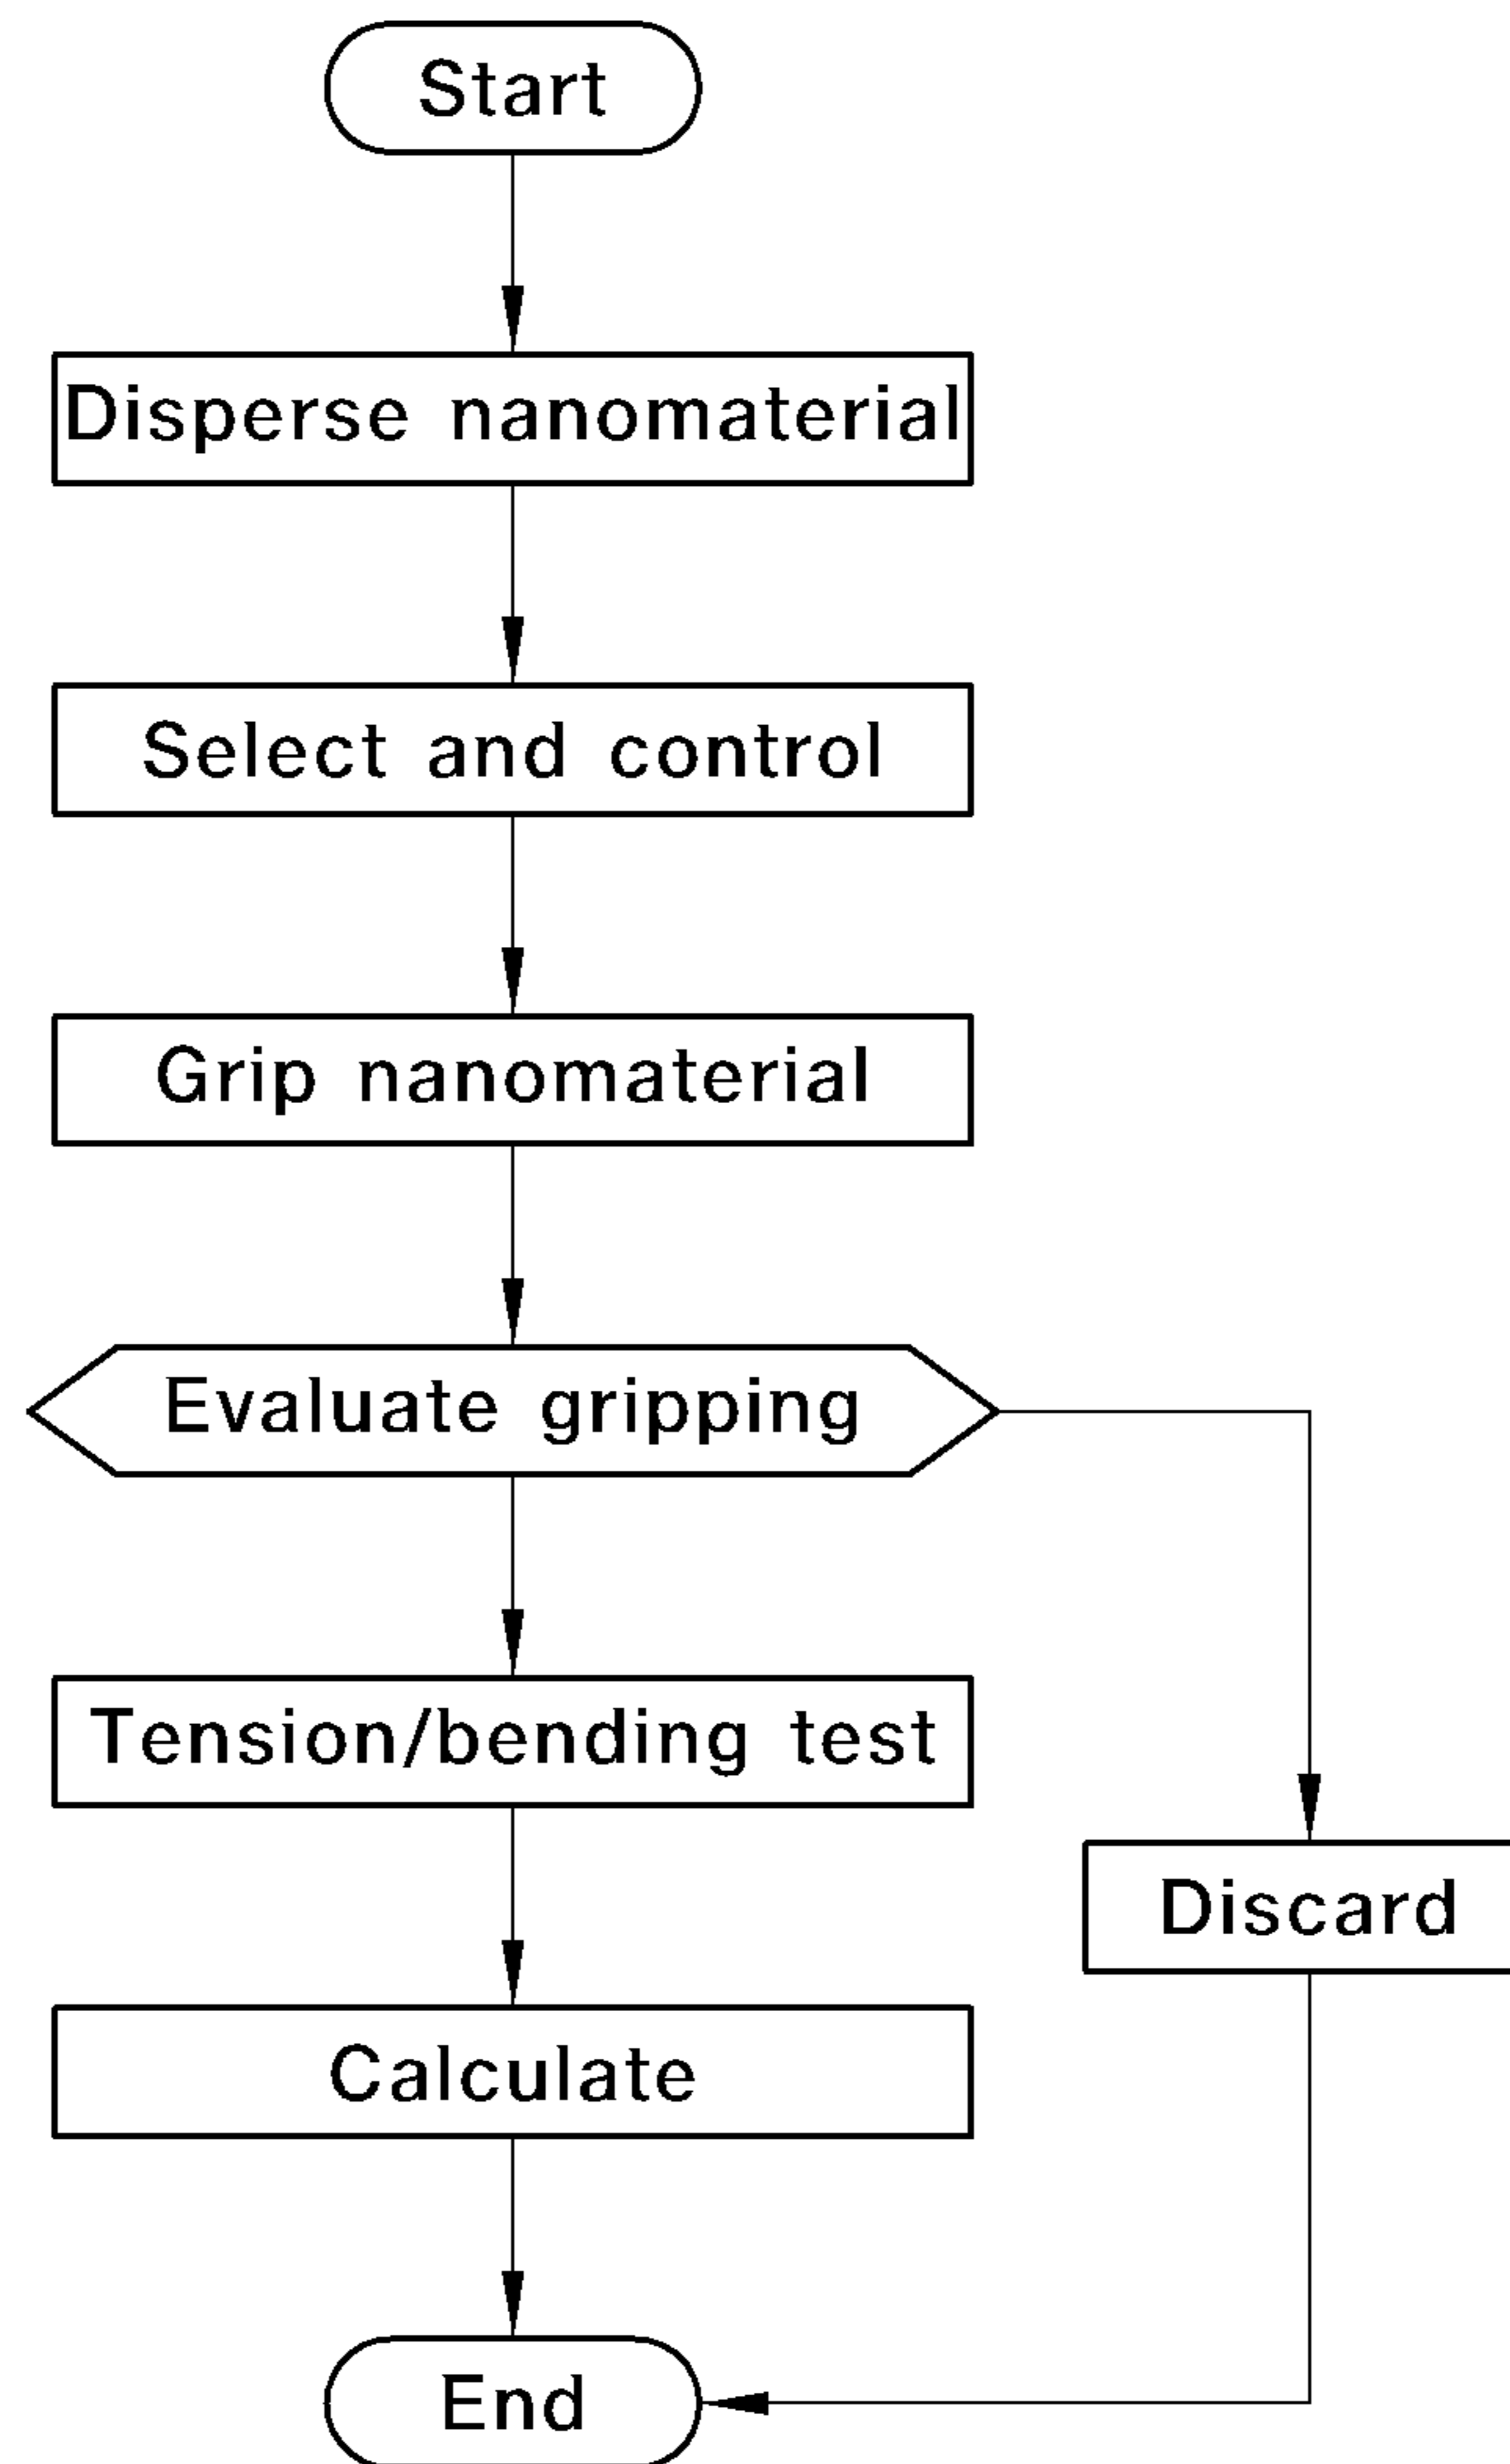 Start
Disperse nanomaterial
Select and control
Grip nanomaterial
Evaluate gripping
Tension/bending test
Discard
Calculate
End